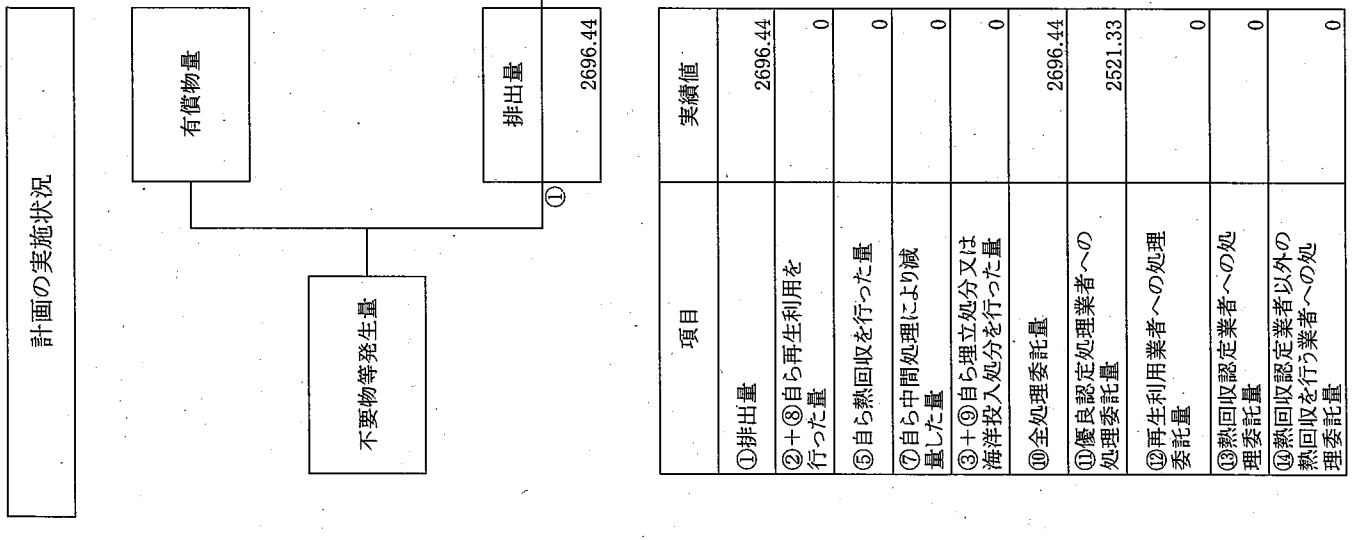 計画の実施状況
有償物量
不要物等発生量
①
排出量
2696.44
項目
実績値
①排出量
2696.44
②＋⑧自ら再生利用を
行った量
0
⑤自ら熱回収を行った量
0
⑦自ら中間処理により減
量した量
0
③＋⑨自ら埋立処分又は
海洋投入処分を行った量
0
⑩全処理委託量
2696.44
⑪優良認定処理業者への
処理委託量
2521.33
⑫再生利用業者への処理
委託量
0
⑬熱回収認定業者への処
理委託量
0
⑭熱回収認定業者以外の
熱回収を行う業者への処
理委託量
0